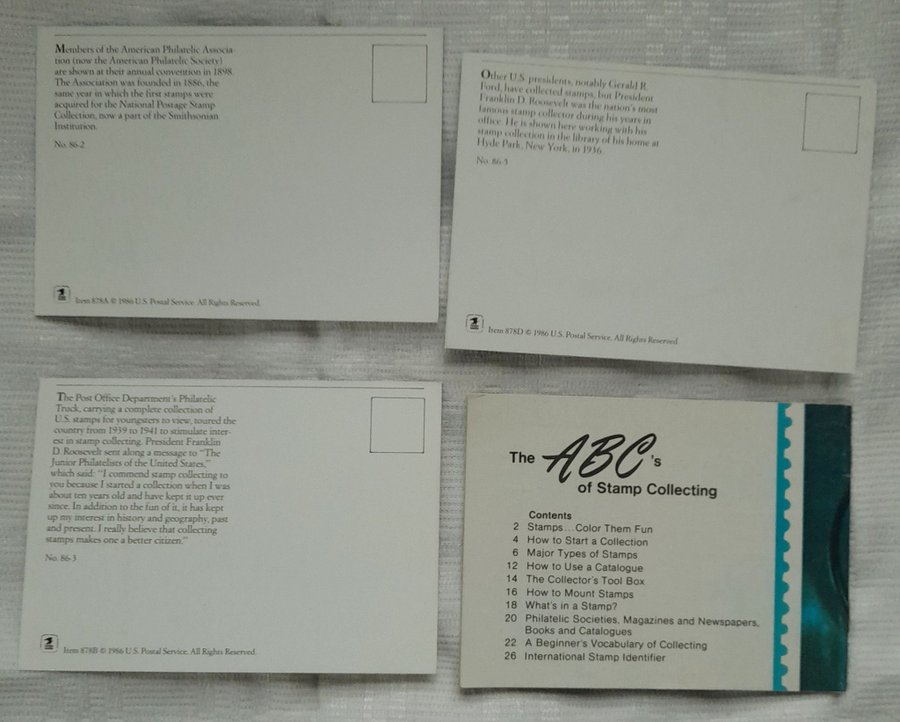 Members of the American Philatelic Associa-
tion (now the American Philatelic Society)
are shown at their annual convention in 1898.
The Association was founded in 1886, the
same year in which the first stamps were
acquired for the National Postage Stamp
Collection, now a part of the Smithsonian
Institution.
No. 86-2
Item 878A © 1986 U.S. Postal Service. All Rights Reserved.
Other U.S. presidents, notably Gerald R.
Ford, have collected stamps, but President
Franklin D. Roosevelt was the nation's most
famous stamp collector during his years in
office. He is shown here working with his
stamp collection in the library of his home at
Hyde Park, New York, in 1936.
No. 86-5
Item 878D © 1986 U.S. Postal Service. All Rights Reserved
The Post Office Department's Philatelic
Truck, carrying a complete collection of
U.S. stamps for youngsters to view, toured the
country from 1939 to 1941 to stimulate inter-
est in stamp collecting. President Franklin
D. Roosevelt sent along a message to "The
Junior Philatelists of the United States,"
which said: "I commend stamp collecting to
you because I started a collection when I was
about ten years old and have kept it up ever
since. In addition to the fun of it, it has kept
up my interest in history and geography, past
and present. I really believe that collecting
stamps makes one a better citizen."
No. 86-3
Item 878B © 1986 U.S. Postal Service. All Rights Reserved.
The ABC's
of Stamp Collecting
Contents
2 Stamps...Color Them Fun
4 How to Start a Collection
6 Major Types of Stamps
12 How to Use a Catalogue
14 The Collector's Tool Box
16 How to Mount Stamps
18 What's in a Stamp?
20 Philatelic Societies, Magazines and Newspapers,
Books and Catalogues
22 A Beginner's Vocabulary of Collecting
26 International Stamp Identifier